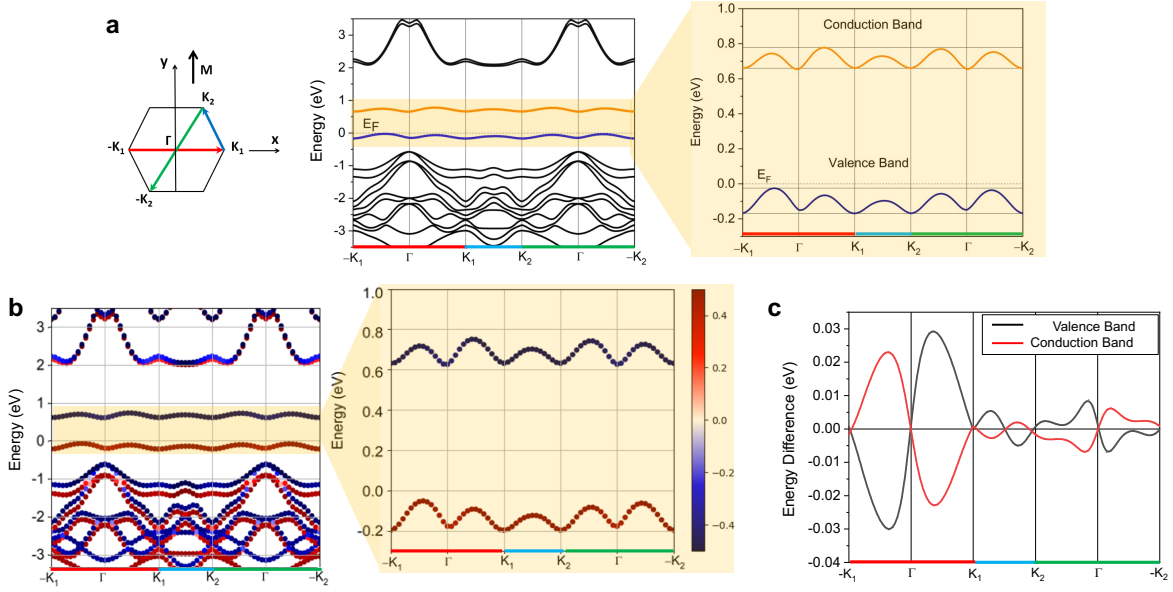 a
y
M
K2
-K1
Γ
K1
x
-K2
Energy (eV)
3
2
1
0
-1
-2
-3
EF
−K1
Γ
K1
K2
Γ
−K2
Energy (eV)
1.0
0.8
0.6
0.4
0.2
0.0
-0.2
Conduction Band
Valence Band
EF
−K1
Γ
K1
K2
Γ
−K2
b
Energy (eV)
3
2
1
0
-1
-2
-3
−K1
Γ
K1
K2
Γ
−K2
Energy (eV)
1.0
0.8
0.6
0.4
0.2
0.0
-0.2
−K1
Γ
K1
K2
Γ
−K2
0.4
0.2
0.0
−0.2
−0.4
c
Energy Difference (eV)
0.03
0.02
0.01
0.00
-0.01
-0.02
-0.03
-0.04
Valence Band
Conduction Band
-K1
Γ
K1
K2
Γ
-K2